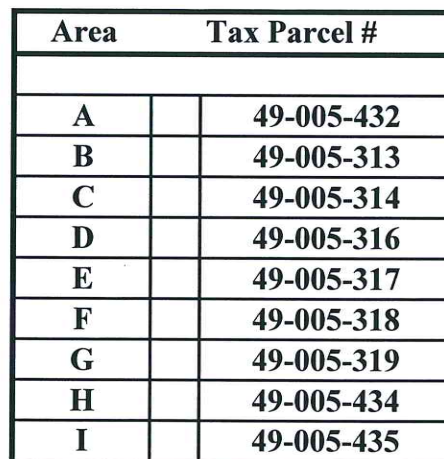 Area Tax Parcel #
A 49-005-432
B 49-005-313
C 49-005-314
D 49-005-316
E 49-005-317
F 49-005-318
G 49-005-319
H 49-005-434
I 49-005-435